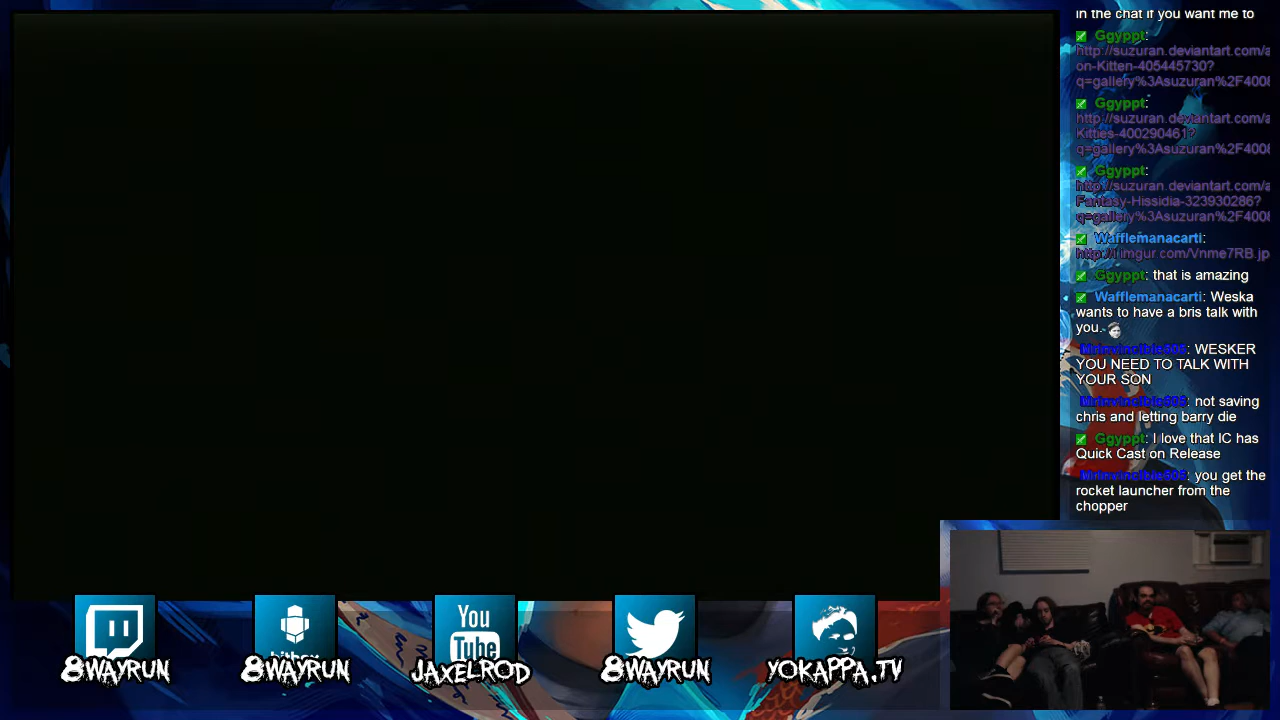 in the chat if you want me to
Ggyppt:
http://suzuran.deviantart.com/a
on-Kitten-405445730?
q=gallery%3Asuzuran%2F4008
Ggyppt:
http://suzuran.deviantart.com/a
Kitties-400290461?
q=gallery%3Asuzuran%2F4008
Ggyppt:
http://suzuran.deviantart.com/a
Fantasy-Hissidia-323930286?
q=gallery%3Asuzuran%2F4008
Wafflemanacarti:
http://i.imgur.com/Vnme7RB.jp
Ggyppt: that is amazing
Wafflemanacarti: Weska
wants to have a bris talk with
you.
WESKER
YOU NEED TO TALK WITH
YOUR SON
not saving
chris and letting barry die
Ggyppt: I love that IC has
Quick Cast on Release
you get the
rocket launcher from the
chopper
You
Tube
8WAYRUN
8WAYRUN
JAXELROD
8WAYRUN
YOKAPPA.TV